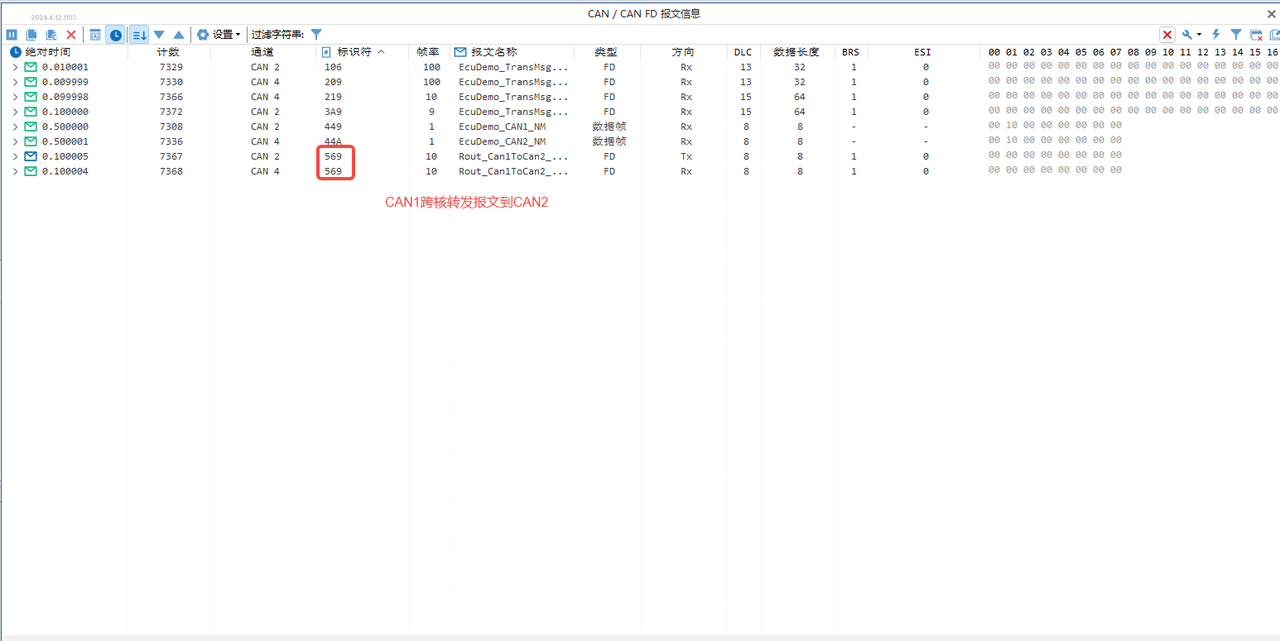 CAN / CAN FD 报文信息
2024.4.12.1103
设置 过滤字符串:
绝对时间 计数 通道 标识符 帧率 报文名称 类型 方向 DLC 数据长度 BRS ESI 00 01 02 03 04 05 06 07 08 09 10 11 12 13 14 15 16
0.010001 7329 CAN 2 106 100 EcuDemo_TransMsg... FD Rx 13 32 1 0 00 00 00 00 00 00 00 00 00 00 00 00 00 00 00 00 00
0.009999 7330 CAN 4 209 100 EcuDemo_TransMsg... FD Rx 13 32 1 0 00 00 00 00 00 00 00 00 00 00 00 00 00 00 00 00 00
0.099998 7366 CAN 4 219 10 EcuDemo_TransMsg... FD Rx 15 64 1 0 00 00 00 00 00 00 00 00 00 00 00 00 00 00 00 00 00
0.100000 7372 CAN 2 3A9 9 EcuDemo_TransMsg... FD Rx 15 64 1 0 00 00 00 00 00 00 00 00 00 00 00 00 00 00 00 00 00
0.500000 7308 CAN 2 449 1 EcuDemo_CAN1_NM 数据帧 Rx 8 8 - - 00 10 00 00 00 00 00 00
0.500001 7336 CAN 4 44A 1 EcuDemo_CAN2_NM 数据帧 Rx 8 8 - - 00 10 00 00 00 00 00 00
0.100005 7367 CAN 2 569 10 Rout_Can1ToCan2_... FD Tx 8 8 1 0 00 00 00 00 00 00 00 00
0.100004 7368 CAN 4 569 10 Rout_Can1ToCan2_... FD Rx 8 8 1 0 00 00 00 00 00 00 00 00
CAN1跨核转发报文到CAN2